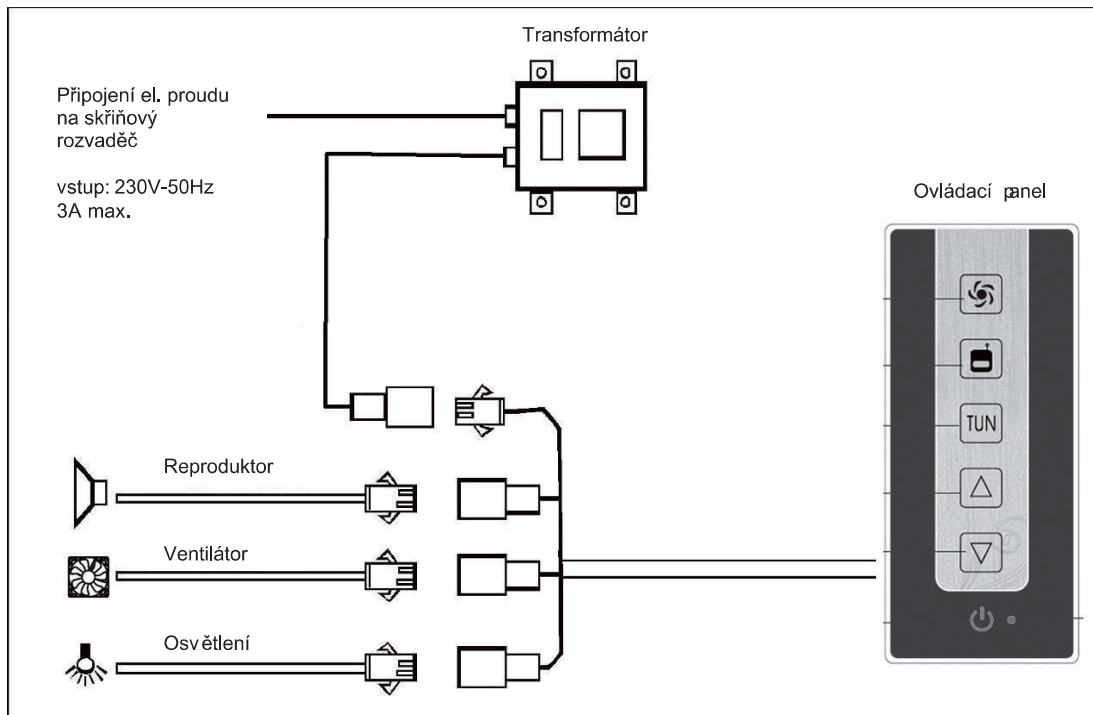 Transformátor
Připojení el. proudu
na skříňový
rozvaděč
vstup: 230V-50Hz
3A max.
Ovládací panel
TUN
Reproduktor
Ventilátor
Osvětlení